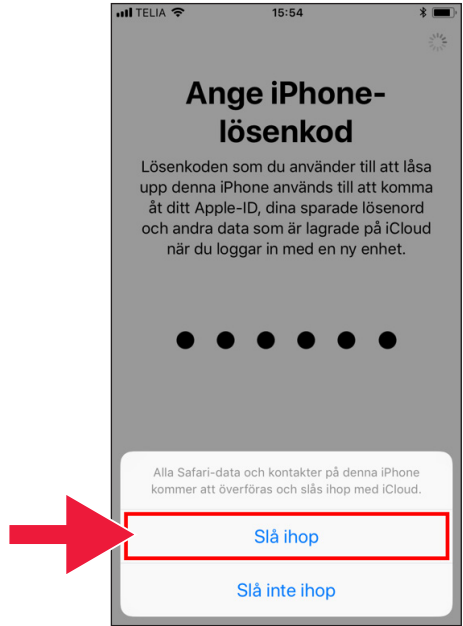 TELIA 15:54
Ange iPhone-
lösenkod
Lösenkoden som du använder till att låsa
upp denna iPhone används till att komma
åt ditt Apple-ID, dina sparade lösenord
och andra data som är lagrade på iCloud
när du loggar in med en ny enhet.
Alla Safari-data och kontakter på denna iPhone
kommer att överföras och slås ihop med iCloud.
Slå ihop
Slå inte ihop